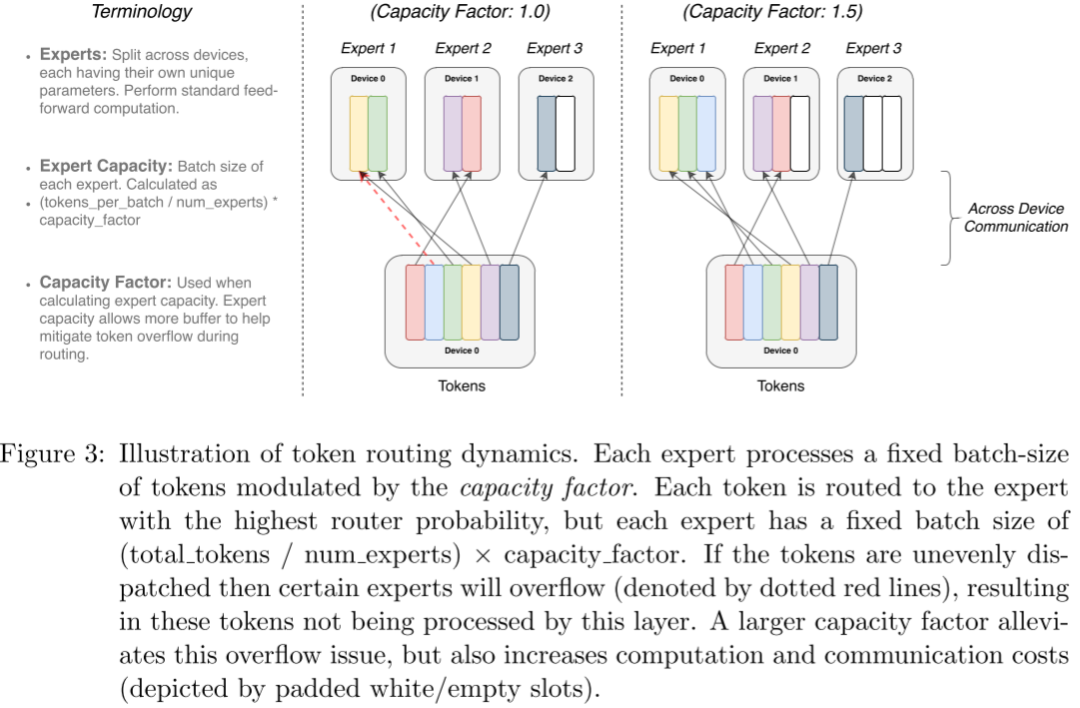 Terminology
• Experts: Split across devices,
each having their own unique
parameters. Perform standard feed-
forward computation.
• Expert Capacity: Batch size of
each expert. Calculated as
• (tokens_per_batch / num_experts) *
capacity_factor
• Capacity Factor: Used when
calculating expert capacity. Expert
capacity allows more buffer to help
mitigate token overflow during
routing.
(Capacity Factor: 1.0)
Expert 1 Expert 2 Expert 3
Device 0 Device 1 Device 2
Device 0
Tokens
(Capacity Factor: 1.5)
Expert 1 Expert 2 Expert 3
Device 0 Device 1 Device 2
Device 0
Tokens
Across Device
Communication
Figure 3: Illustration of token routing dynamics. Each expert processes a fixed batch-size
of tokens modulated by the capacity factor. Each token is routed to the expert
with the highest router probability, but each expert has a fixed batch size of
(total_tokens / num_experts) × capacity_factor. If the tokens are unevenly dis-
patched then certain experts will overflow (denoted by dotted red lines), resulting
in these tokens not being processed by this layer. A larger capacity factor allevi-
ates this overflow issue, but also increases computation and communication costs
(depicted by padded white/empty slots).